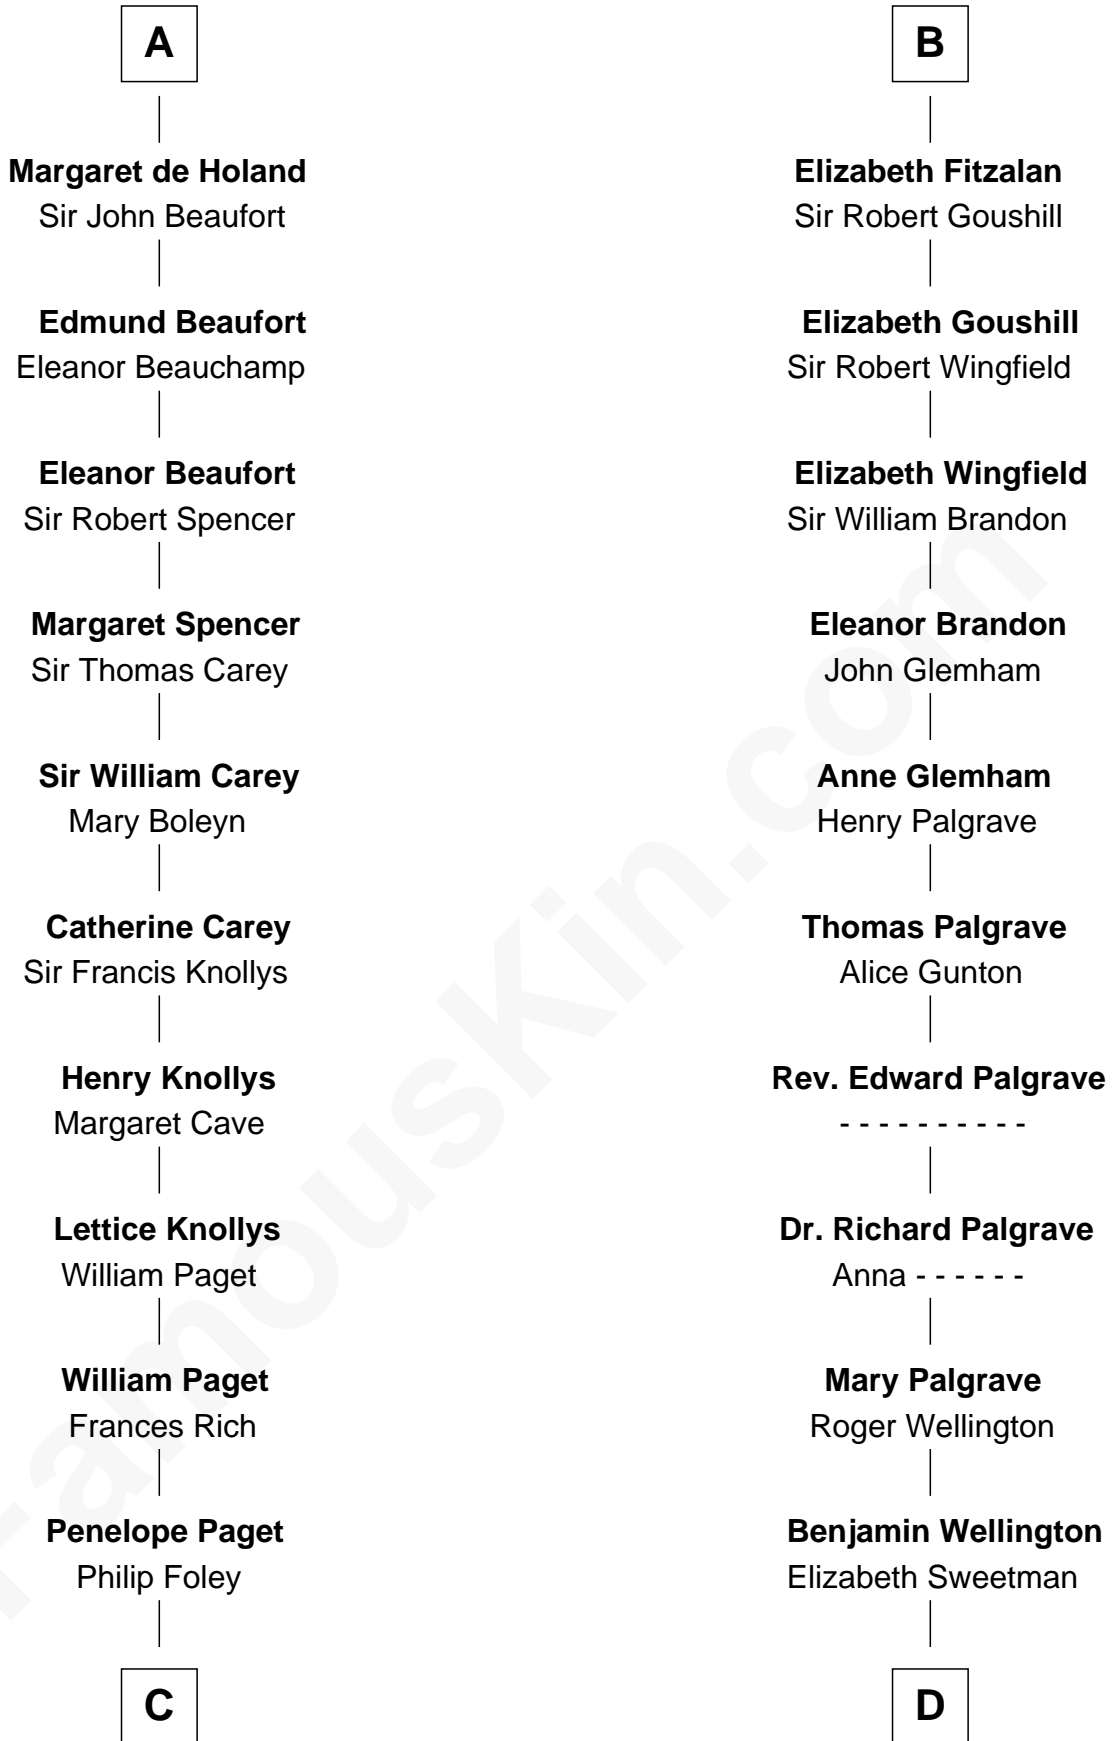 A
Margaret de Holand
Sir John Beaufort
Edmund Beaufort
Eleanor Beauchamp
Eleanor Beaufort
Sir Robert Spencer
Margaret Spencer
Sir Thomas Carey
Sir William Carey
Mary Boleyn
Catherine Carey
Sir Francis Knollys
Henry Knollys
Margaret Cave
Lettice Knollys
William Paget
William Paget
Frances Rich
Penelope Paget
Philip Foley
C
B
Elizabeth Fitzalan
Sir Robert Goushill
Elizabeth Goushill
Sir Robert Wingfield
Elizabeth Wingfield
Sir William Brandon
Eleanor Brandon
John Glemham
Anne Glemham
Henry Palgrave
Thomas Palgrave
Alice Gunton
Rev. Edward Palgrave
- - - - - - - - - -
Dr. Richard Palgrave
Anna - - - - - -
Mary Palgrave
Roger Wellington
Benjamin Wellington
Elizabeth Sweetman
D
FamousKin.com